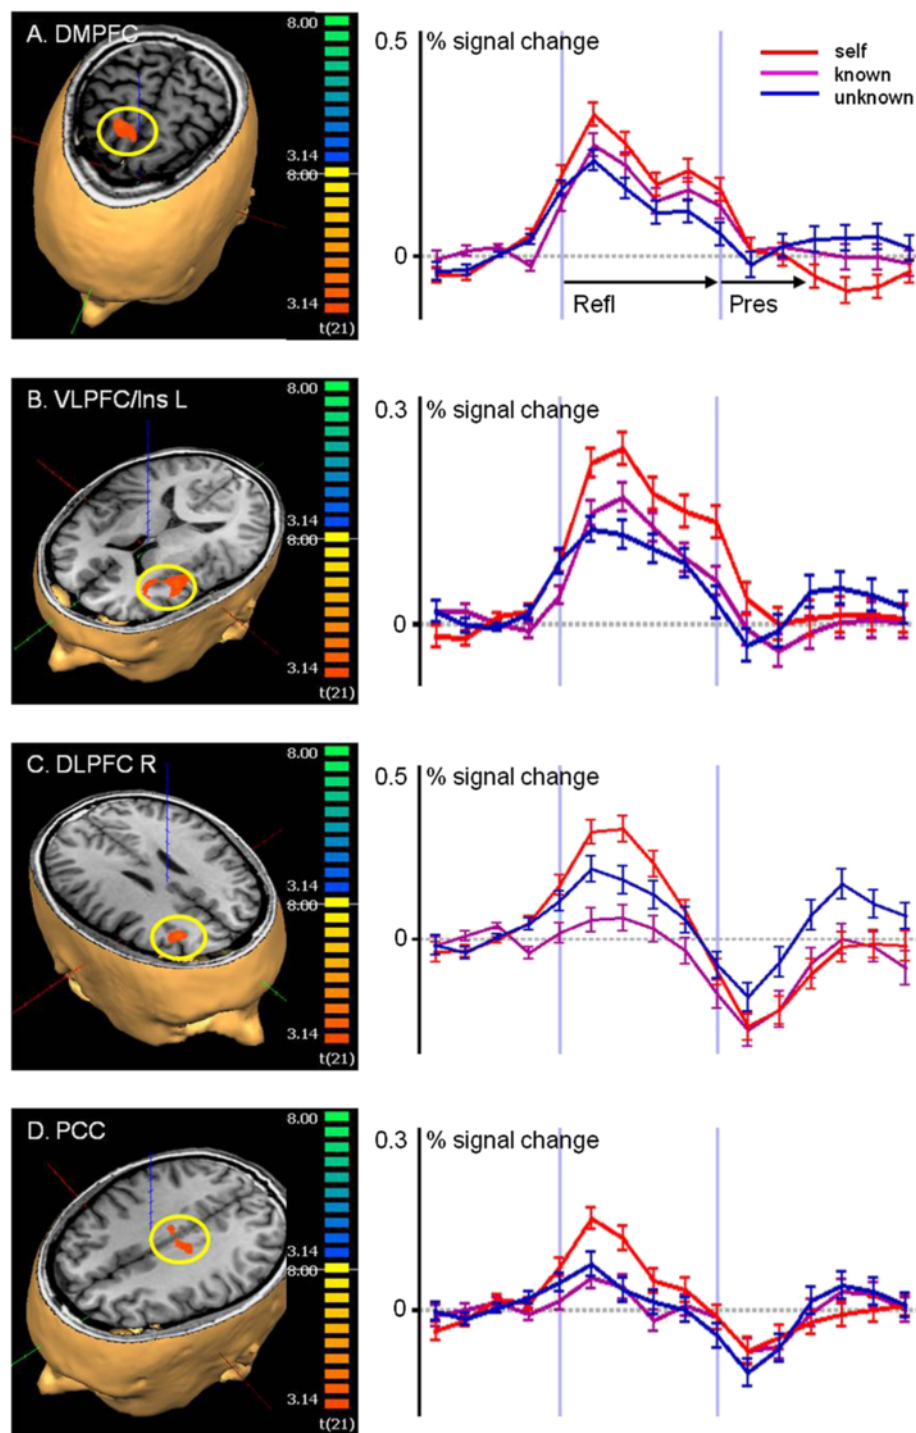 A. DMPFC
8.00
3.14
8.00
3.14
t(21)
0.5
% signal change
self
known
unknown
0
Refl
Pres
B. VLPFC/Ins L
8.00
3.14
8.00
3.14
t(21)
0.3
% signal change
0
C. DLPFC R
8.00
3.14
8.00
3.14
t(21)
0.5
% signal change
0
D. PCC
8.00
3.14
8.00
3.14
t(21)
0.3
% signal change
0